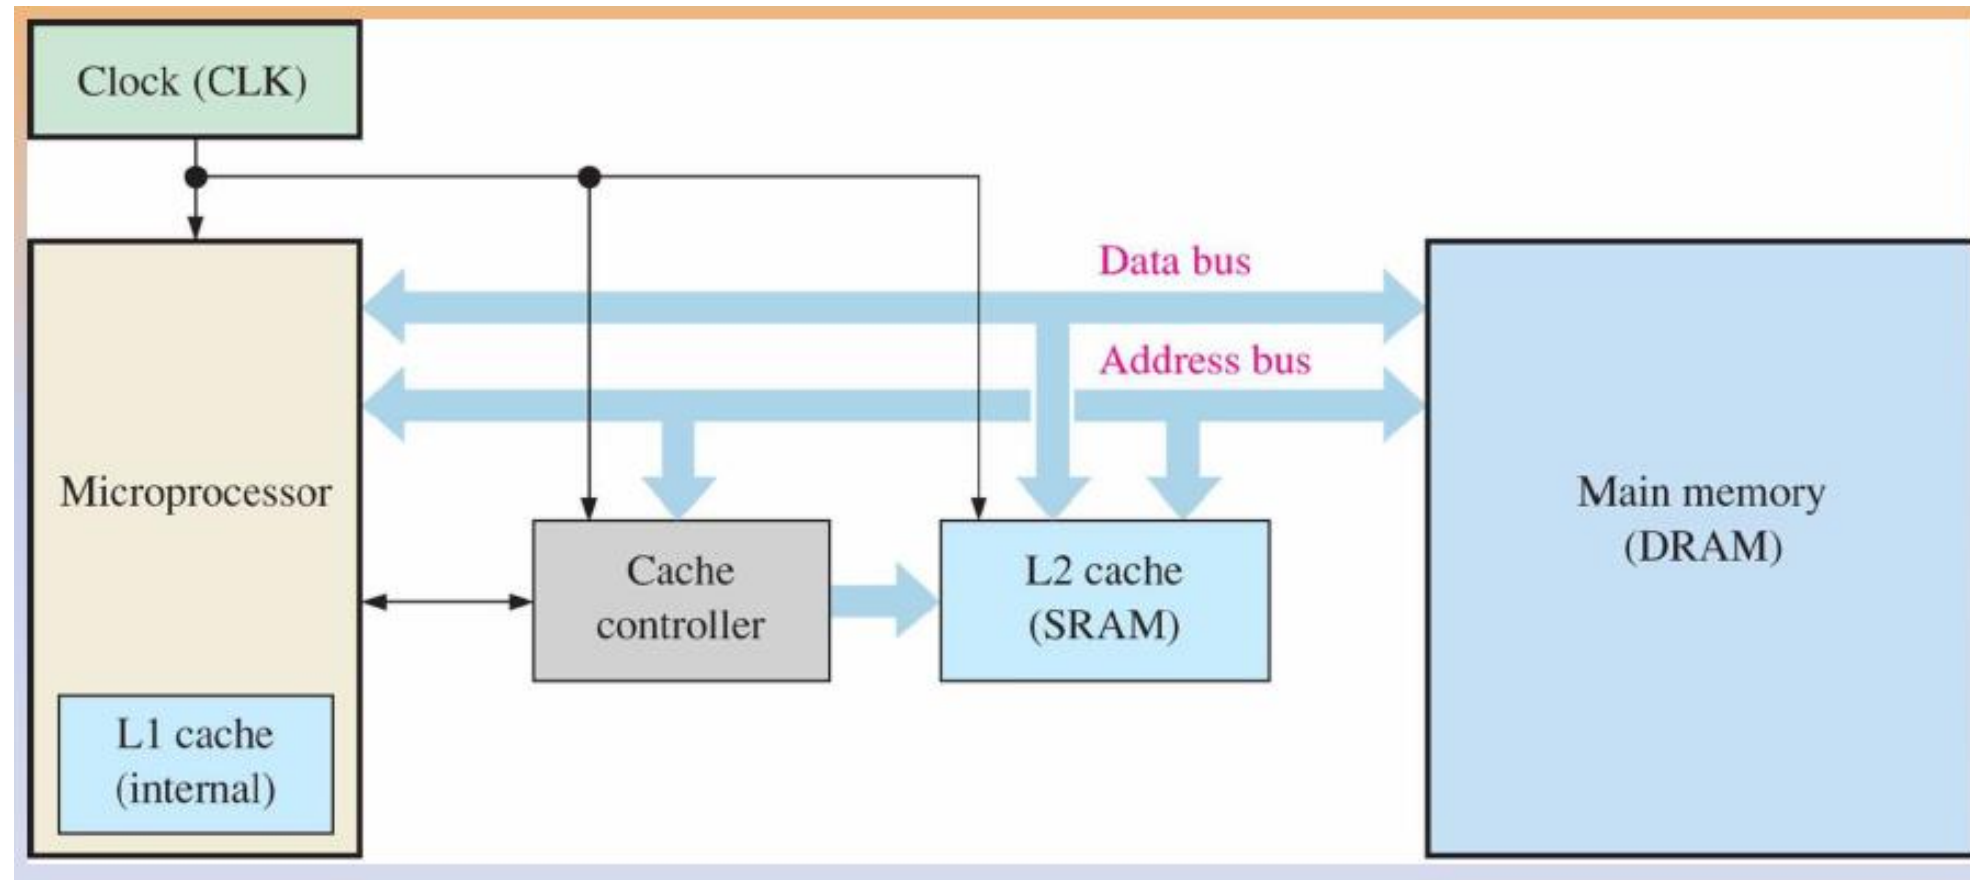 Clock (CLK)
Data bus
Address bus
Microprocessor
Main memory
(DRAM)
Cache
controller
L2 cache
(SRAM)
L1 cache
(internal)